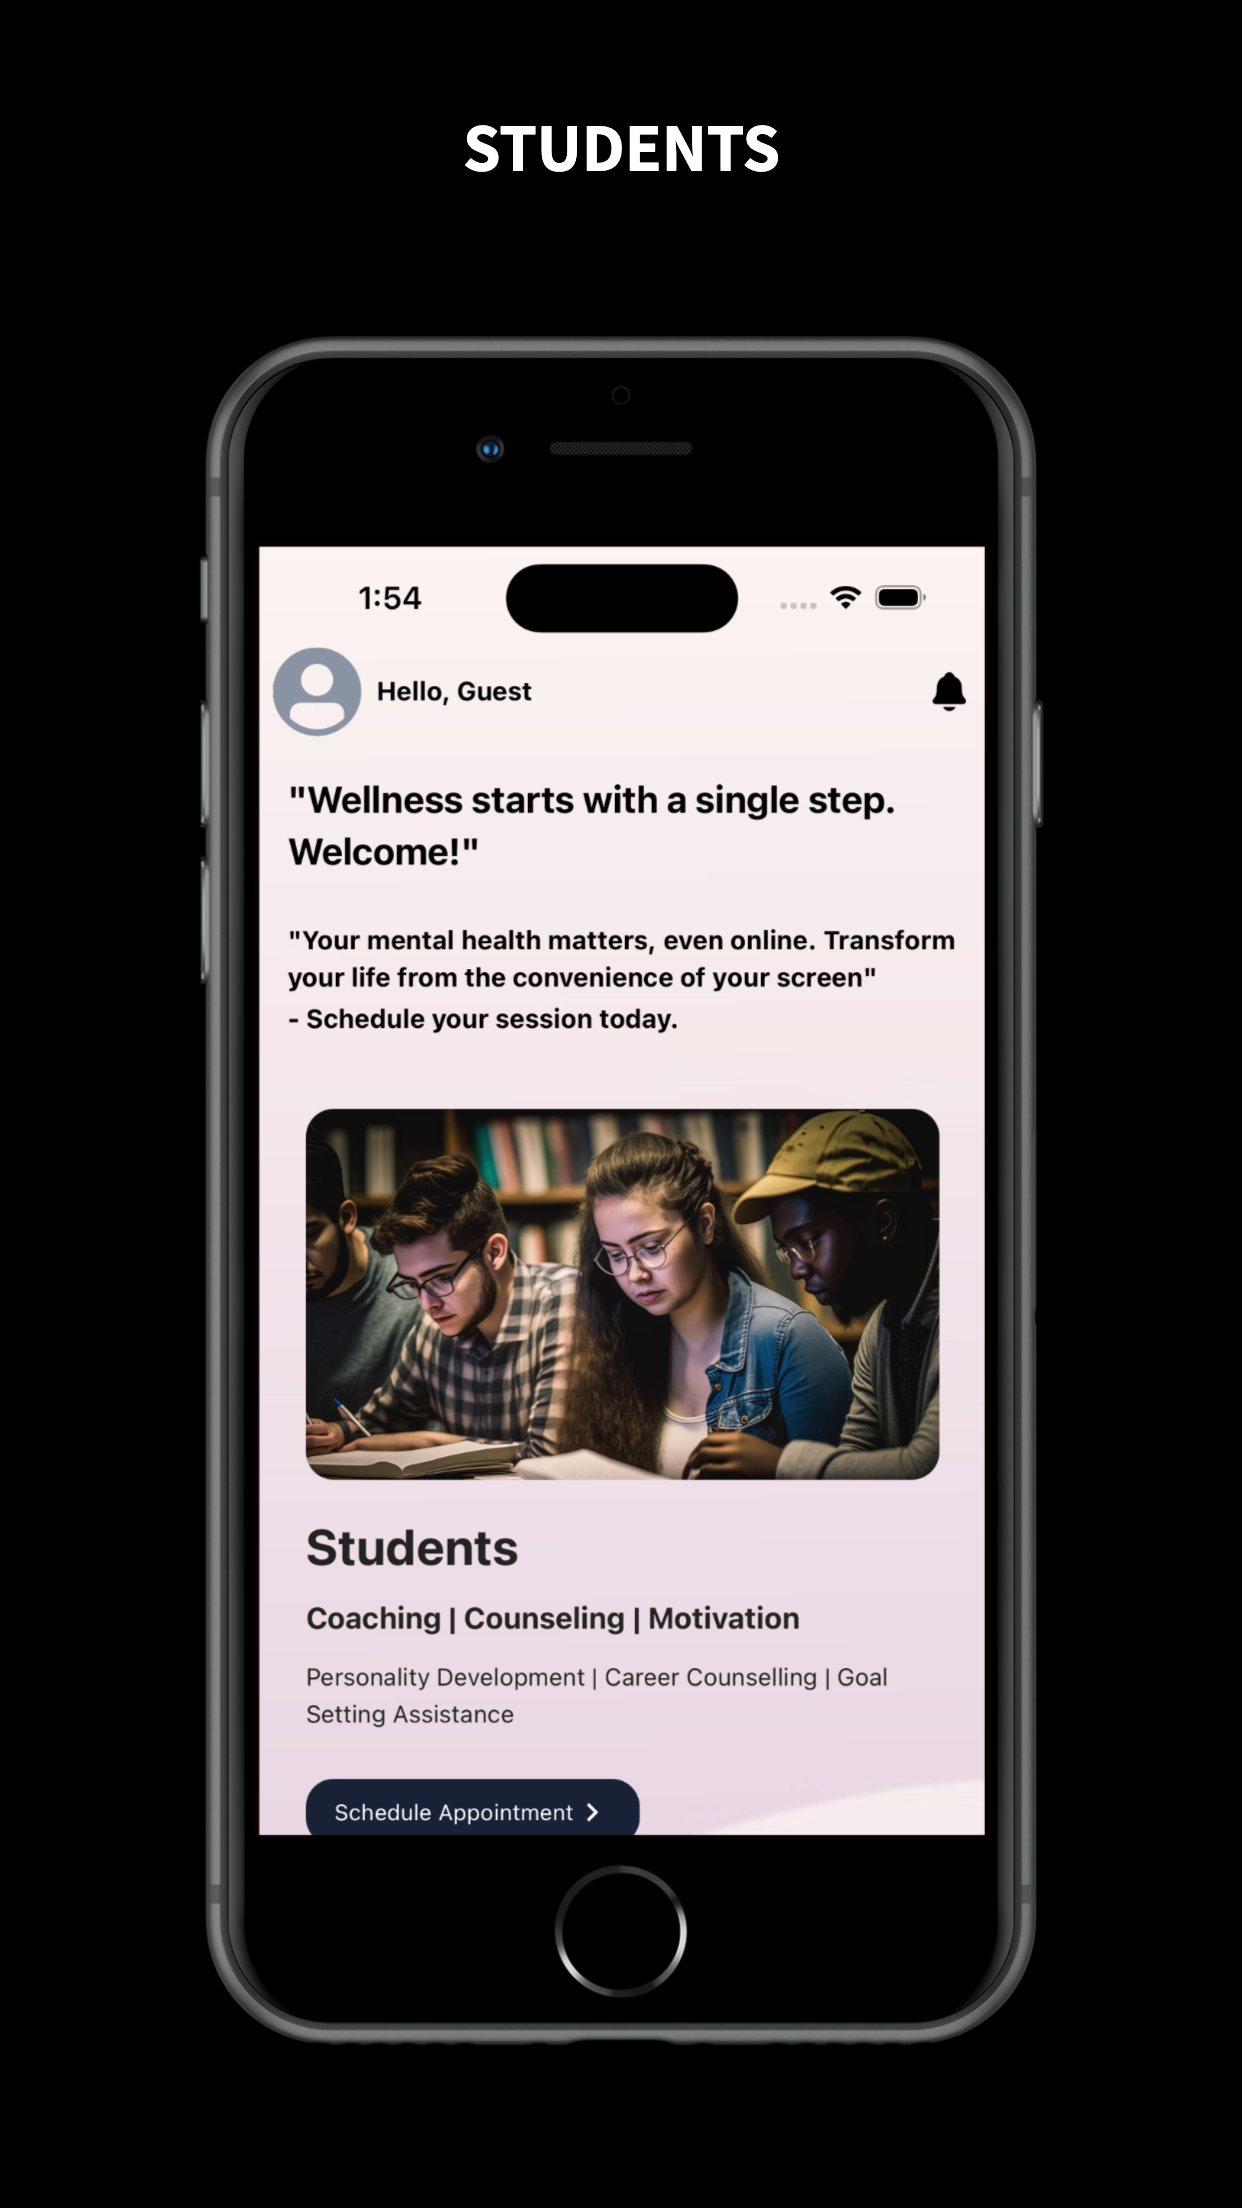 STUDENTS
1:54
Hello, Guest
"Wellness starts with a single step.
Welcome!"
"Your mental health matters, even online. Transform
your life from the convenience of your screen"
- Schedule your session today.
Students
Coaching | Counseling | Motivation
Personality Development | Career Counselling | Goal
Setting Assistance
Schedule Appointment